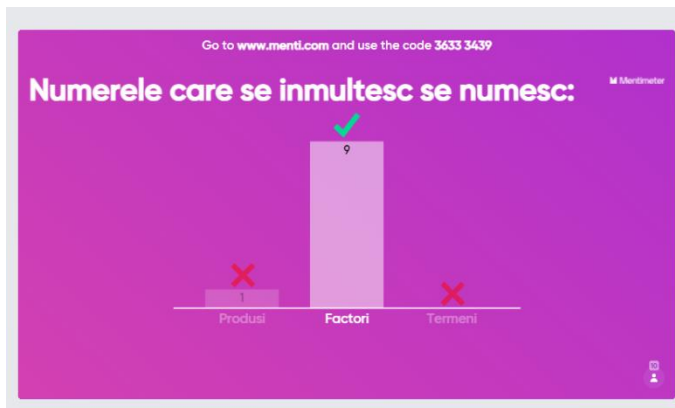 Go to www.menti.com and use the code 3633 3439
Numerele care se inmultesc se numesc:
Mentimeter
9
1
Produsi
Factori
Termeni
10